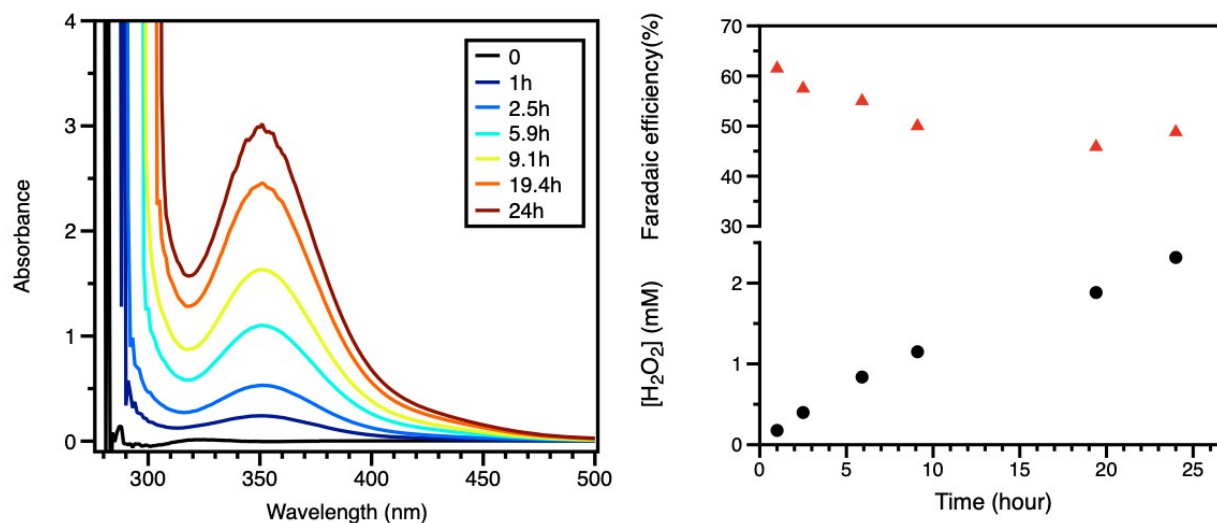 4
3
2
1
0
Absorbance
300
350
400
450
500
Wavelength (nm)
0
1h
2.5h
5.9h
9.1h
19.4h
24h
Faradaic efficiency(%)
70
60
50
40
30
[H₂O₂] (mM)
2
1
0
0
5
10
15
20
25
Time (hour)